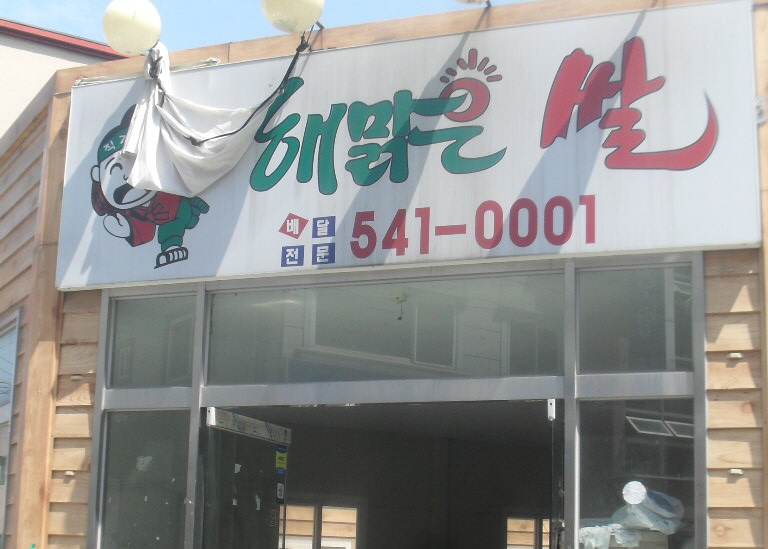 해맑은 쌀
배달
전문 541-0001